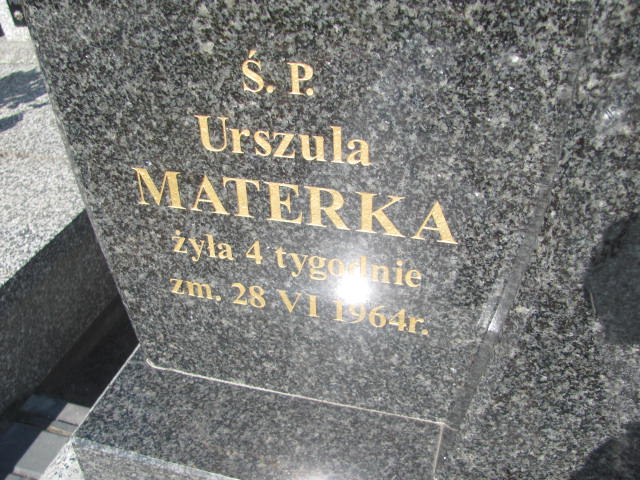 Ś. P.
Urszula
MATERKA
żyła 4 tygodnie
zm. 28 VI 1964r.